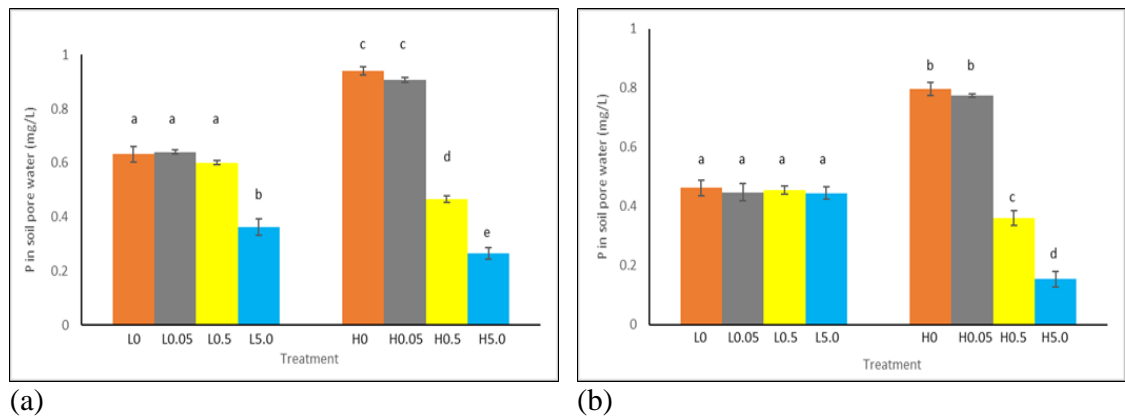 P in soil pore water (mg/L)
1
0.8
0.6
0.4
0.2
0
a a a b c c d e
L0 L0.05 L0.5 L5.0 H0 H0.05 H0.5 H5.0
Treatment
(a)
P in soil pore water (mg/L)
1
0.8
0.6
0.4
0.2
0
a a a a b b c d
L0 L0.05 L0.5 L5.0 H0 H0.05 H0.5 H5.0
Treatment
(b)